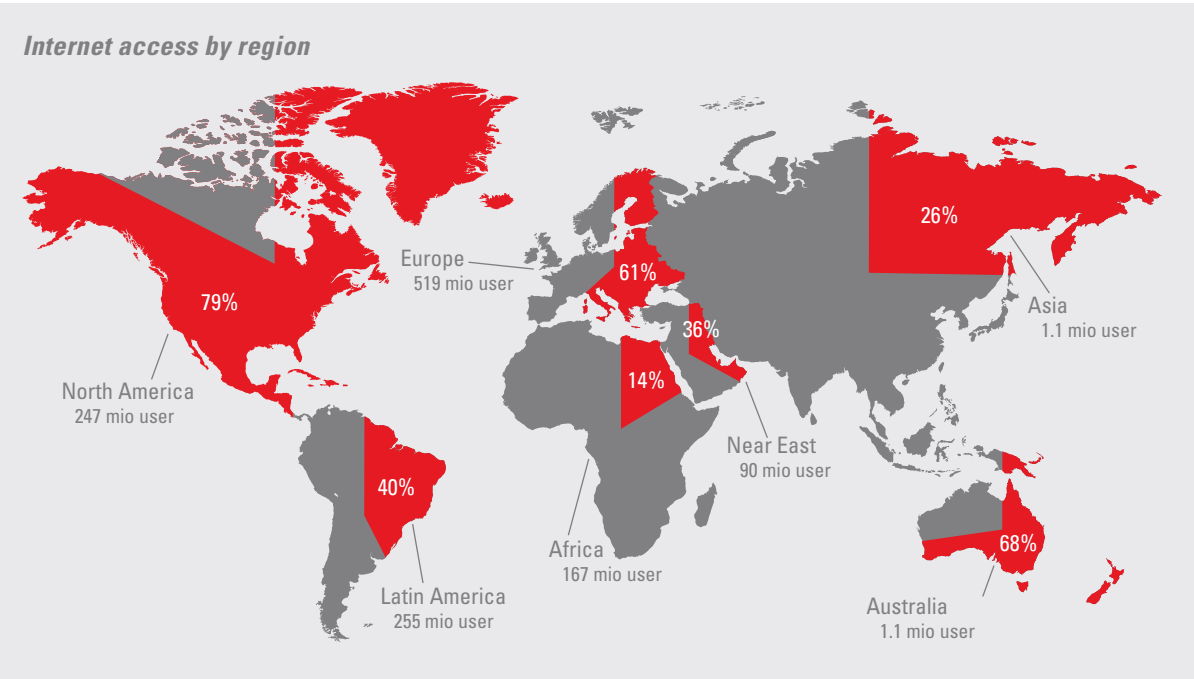 Internet access by region
26%
Europe
519 mio user
61%
Asia
1.1 mio user
79%
36%
North America
247 mio user
14%
Near East
90 mio user
40%
68%
Africa
167 mio user
Latin America
255 mio user
Australia
1.1 mio user